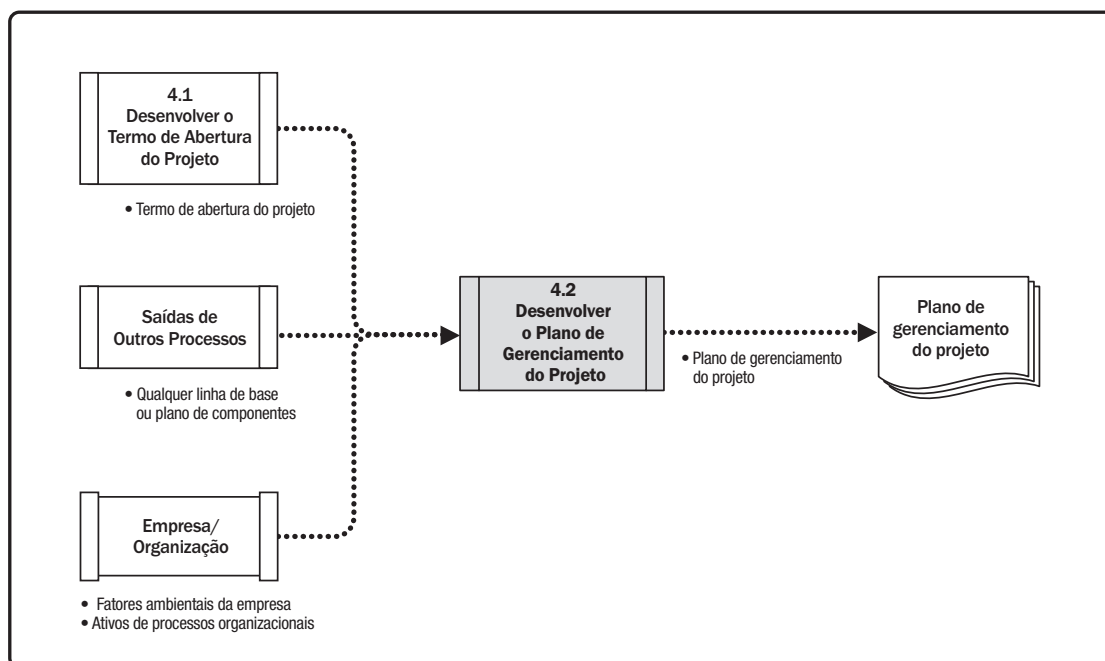 4.1
Desenvolver o
Termo de Abertura
do Projeto
• Termo de abertura do projeto
Saídas de
Outros Processos
• Qualquer linha de base
ou plano de componentes
Empresa/
Organização
• Fatores ambientais da empresa
• Ativos de processos organizacionais
4.2
Desenvolver
o Plano de
Gerenciamento
do Projeto
• Plano de gerenciamento
do projeto
Plano de
gerenciamento
do projeto